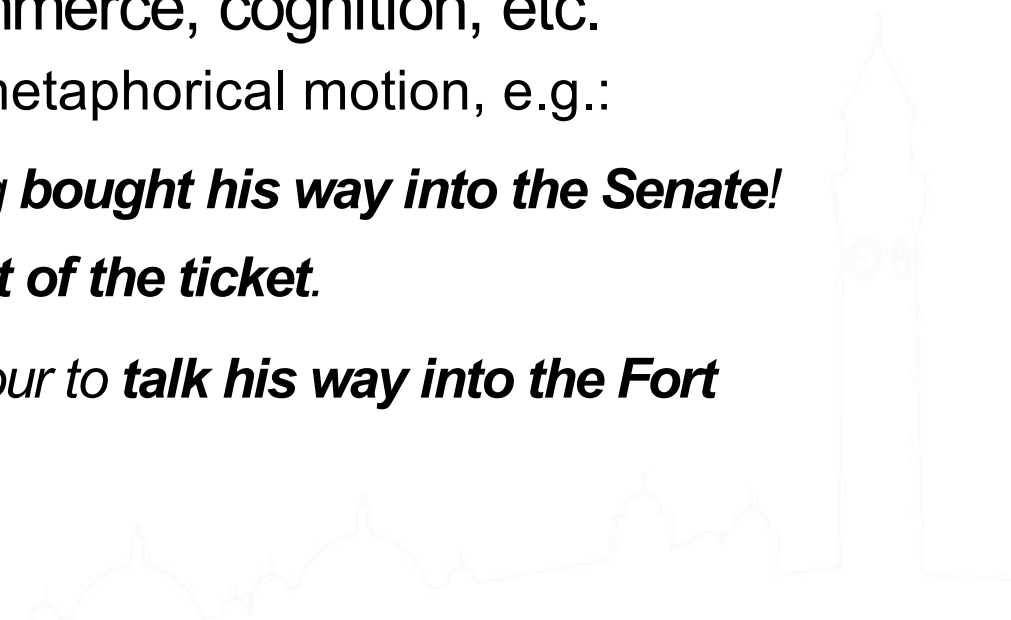 mmerce, cognition, etc.
metaphorical motion, e.g.:
g bought his way into the Senate!
t of the ticket.
our to talk his way into the Fort